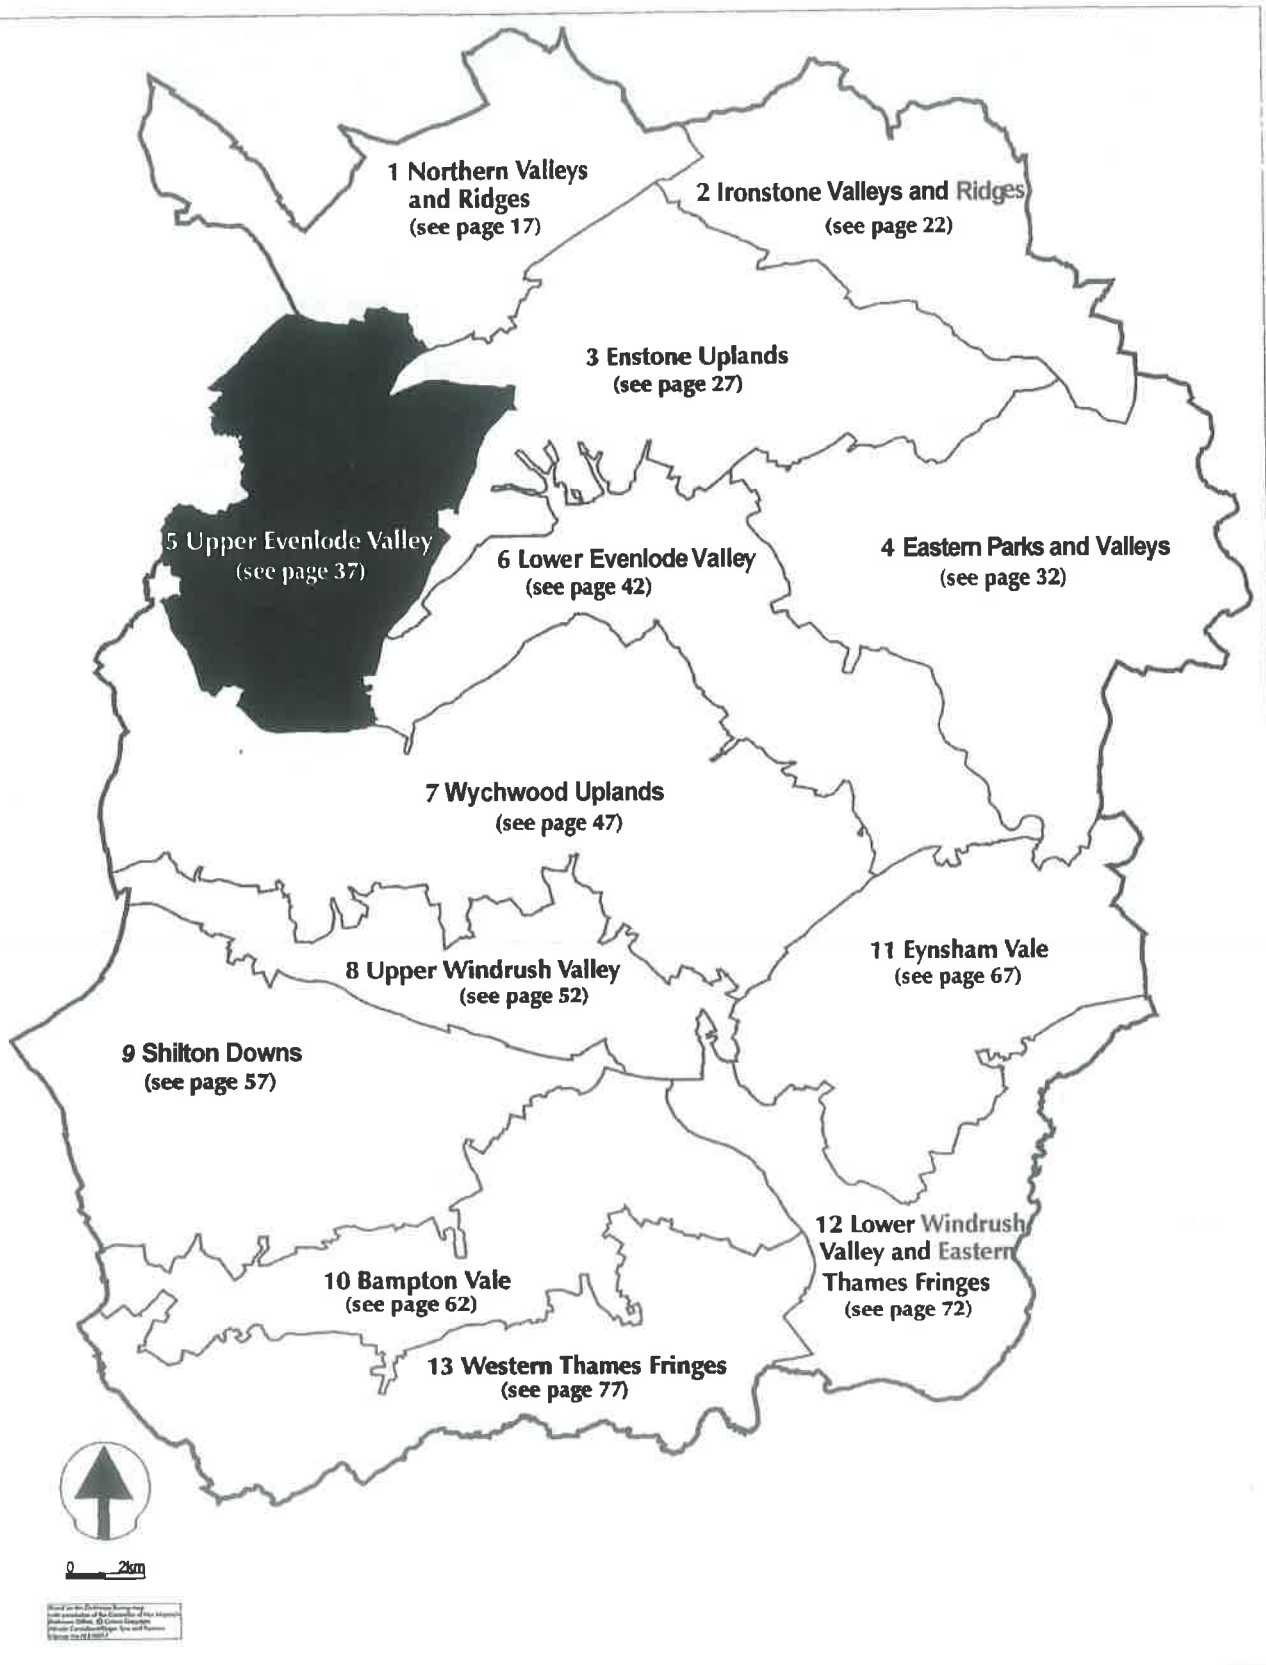 1 Northern Valleys
and Ridges
(see page 17)
2 Ironstone Valleys and Ridges
(see page 22)
3 Enstone Uplands
(see page 27)
4 Eastern Parks and Valleys
(see page 32)
5 Upper Evenlode Valley
(see page 37)
6 Lower Evenlode Valley
(see page 42)
7 Wychwood Uplands
(see page 47)
8 Upper Windrush Valley
(see page 52)
9 Shilton Downs
(see page 57)
10 Bampton Vale
(see page 62)
11 Eynsham Vale
(see page 67)
12 Lower Windrush
Valley and Eastern
Thames Fringes
(see page 72)
13 Western Thames Fringes
(see page 77)
0 2km